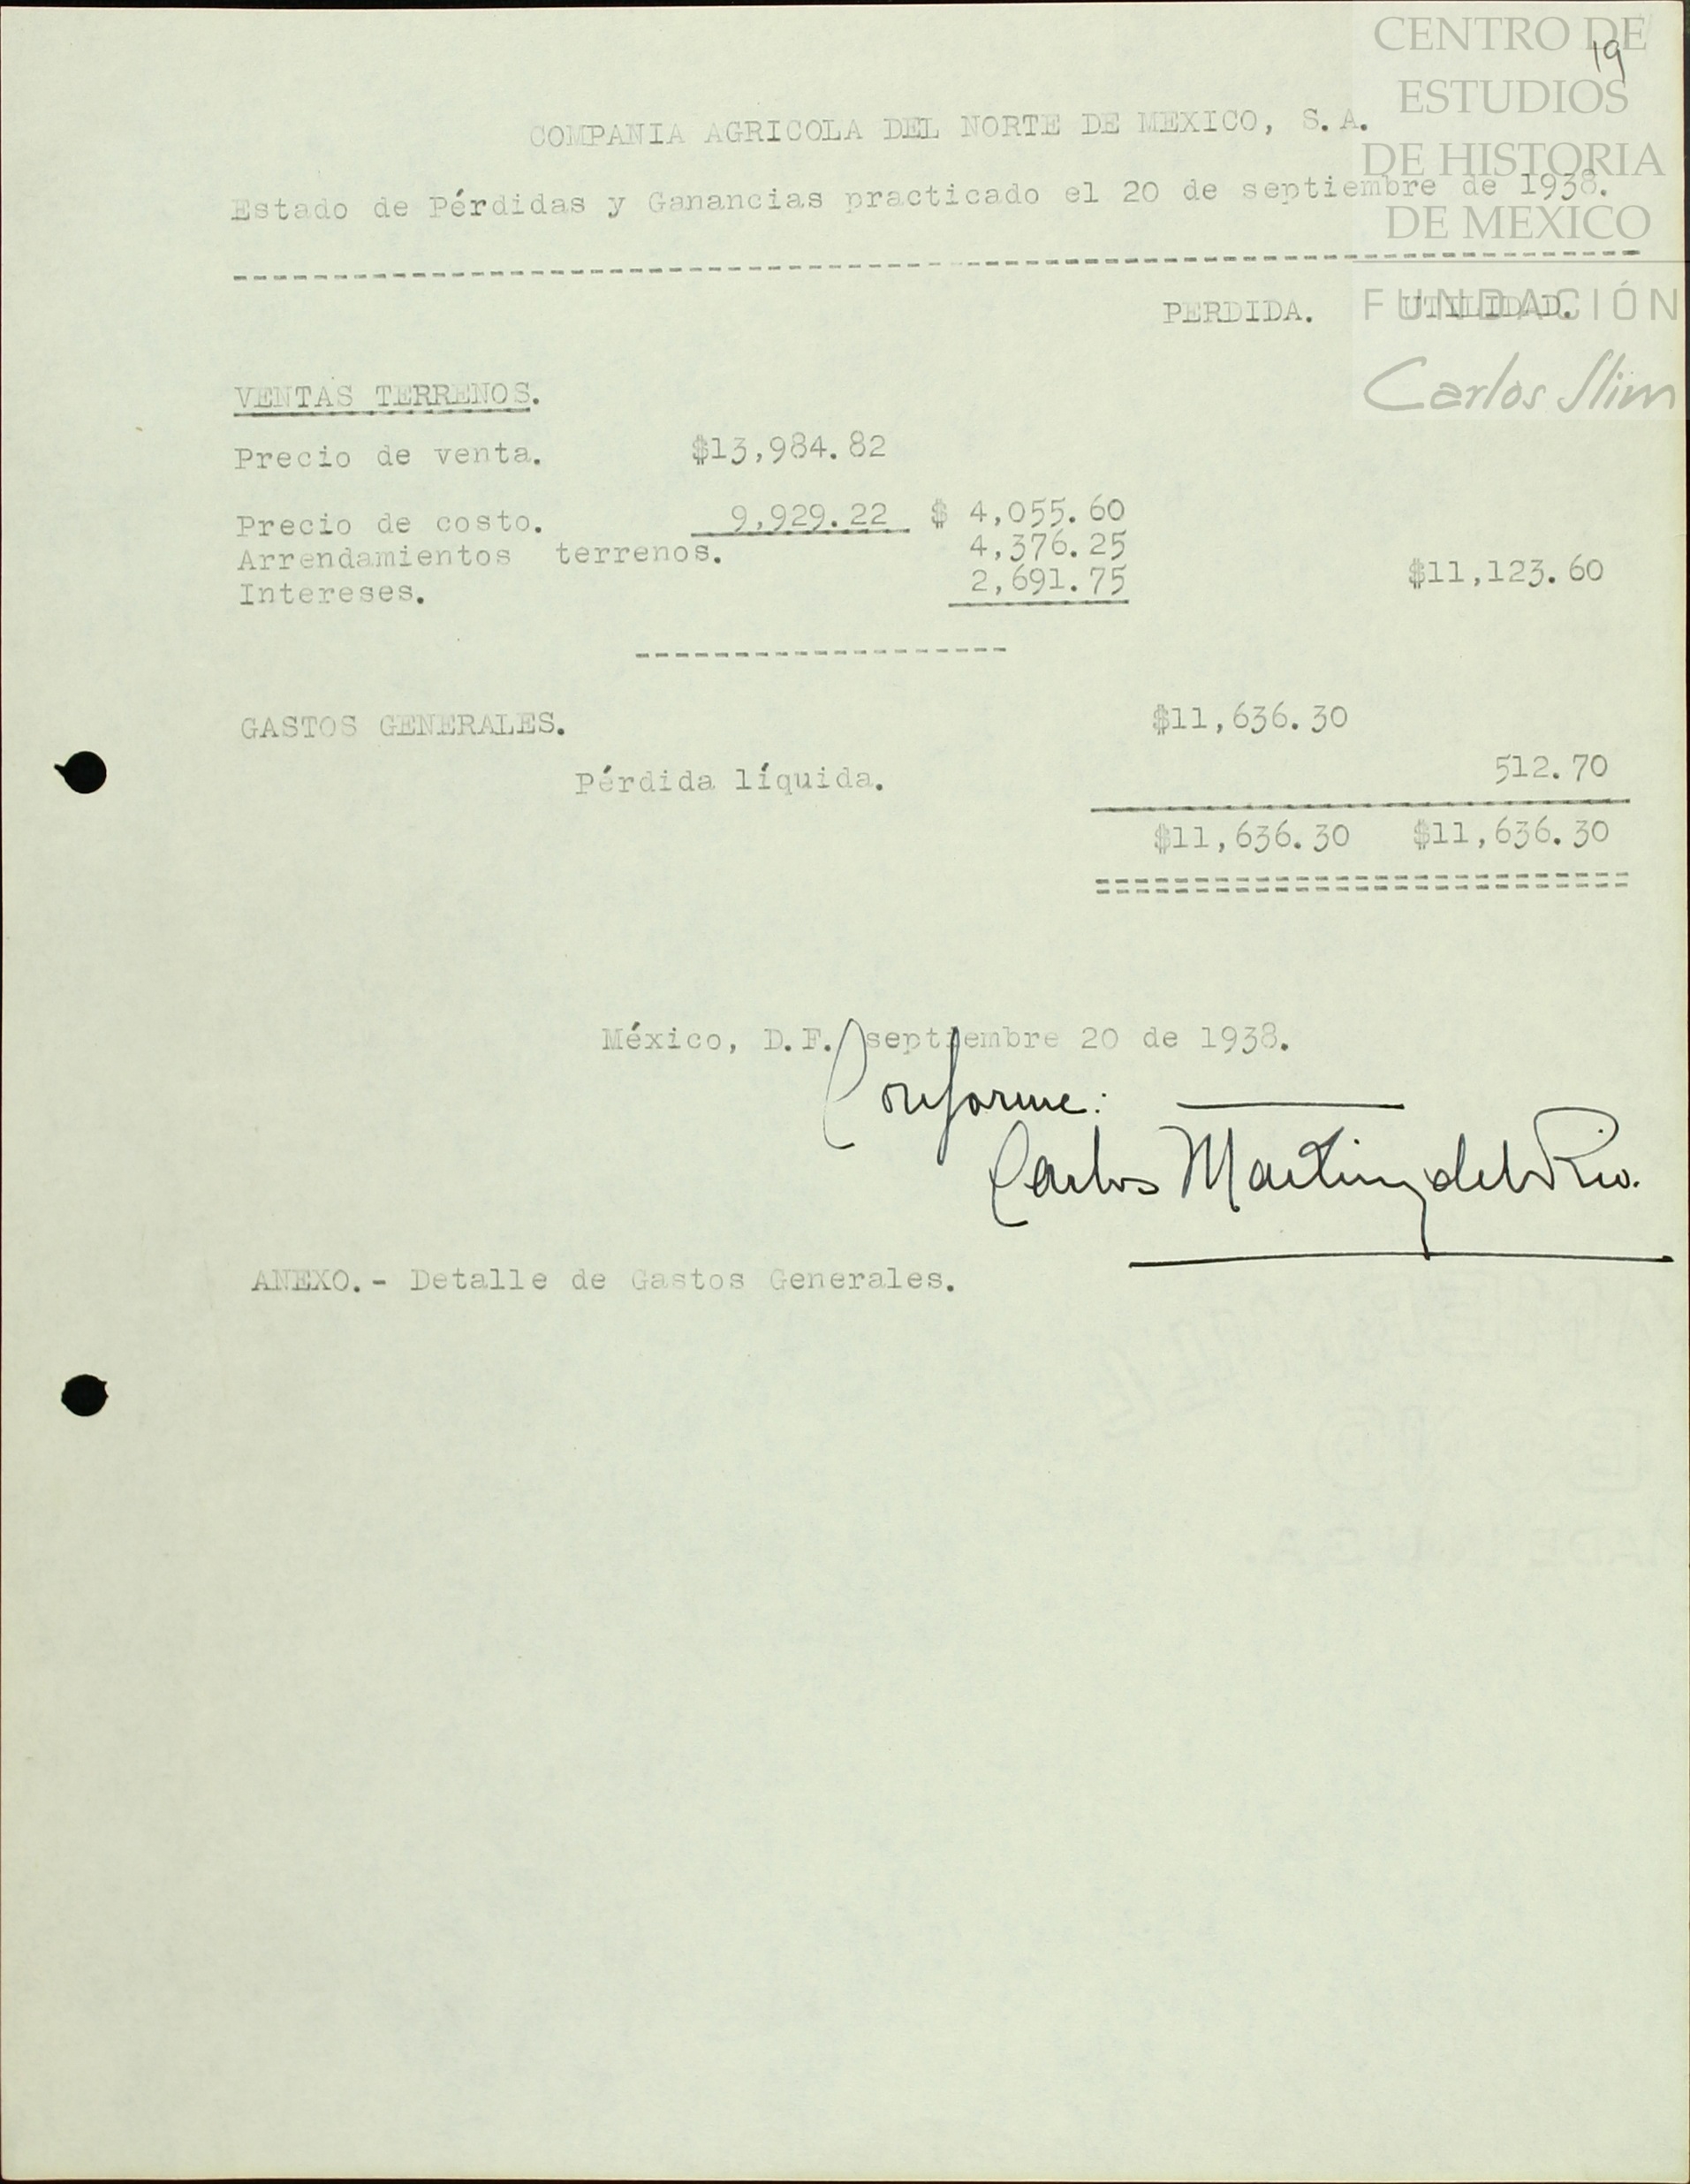 CENTRO DE
ESTUDIOS
DE HISTORIA
DE MEXICO
FUNDACIÓN
Carlos Slim
19
COMPANIA AGRICOLA DEL NORTE DE MEXICO, S.A.
Estado de Pérdidas y Ganancias practicado el 20 de septiembre de 1938.
PERDIDA. UTILIDAD.
VENTAS TERRENOS.
Precio de venta. $13,984.82
Precio de costo. 9,929.22 $ 4,055.60
Arrendamientos terrenos. 4,376.25
Intereses. 2,691.75 $11,123.60
GASTOS GENERALES. $11,636.30
Pérdida líquida. 512.70
$11,636.30 $11,636.30
México, D.F. septiembre 20 de 1938.
Conforme:
Carlos Martinez del Rio.
ANEXO.- Detalle de Gastos Generales.